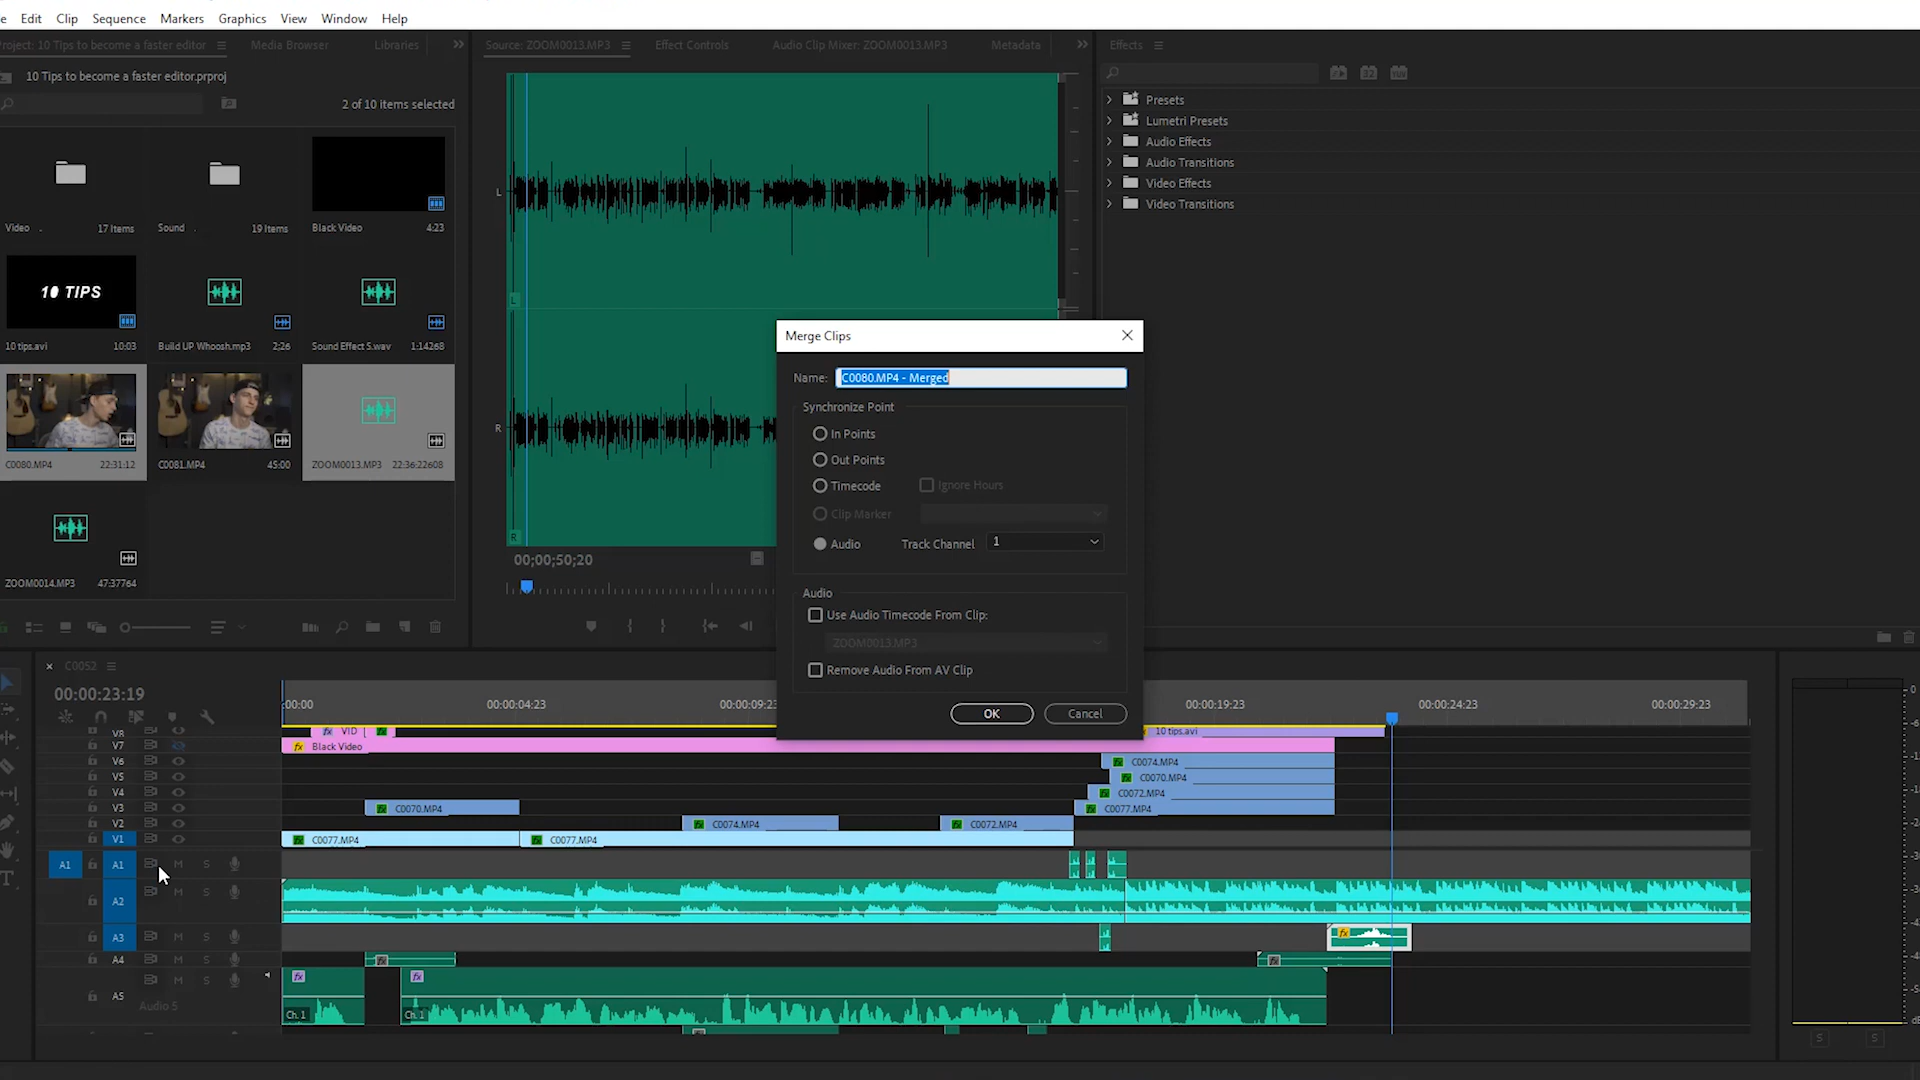 e Edit Clip Sequence Markers Graphics View Window Help
Project: 10 Tips to become a faster editor Media Browser Libraries
Source: ZOOM0013.MP3 Effect Controls Audio Clip Mixer: ZOOM0013.MP3 Metadata
Effects
10 Tips to become a faster editor.prproj
2 of 10 items selected
Presets
Lumetri Presets
Audio Effects
Audio Transitions
Video Effects
Video Transitions
Video 17 Items
Sound 19 Items
Black Video 4:23
10 TIPS
10 tips.avi 10:03
Build UP Whoosh.mp3 2;26
Sound Effect S.wav 1:14268
C0080.MP4 22:31:12
C0081.MP4 45:00
ZOOM0013.MP3 22:36:22608
ZOOM0014.MP3 47:37764
L
L
R
R
00;00;50;20
Merge Clips
Name: C0080.MP4 - Merged
Synchronize Point
In Points
Out Points
Timecode Ignore Hours
Clip Marker
Audio Track Channel 1
Audio
Use Audio Timecode From Clip:
ZOOM0013.MP3
Remove Audio From AV Clip
OK Cancel
C0052
00:00:23:19
:00:00 00:00:04:23 00:00:09:23 00:00:19:23 00:00:24:23 00:00:29:23
V8 fx VID 10 tips.avi
V7 fx Black Video
V6 C0074.MP4
V5 C0070.MP4
V4 C0072.MP4
V3 C0070.MP4 C0077.MP4
V2 C0074.MP4 C0072.MP4
V1 C0077.MP4 C0077.MP4
A1 A1 M S
A2 M S
A3 M S fx
A4
A5 M S fx fx
Audio 5
Ch. 1 Ch. 1
0
S S